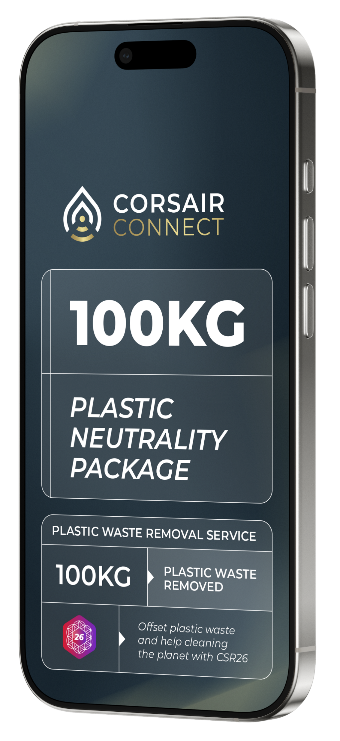 CORSAIR
CONNECT
100KG
PLASTIC
NEUTRALITY
PACKAGE
PLASTIC WASTE REMOVAL SERVICE
100KG
PLASTIC WASTE
REMOVED
26
Offset plastic waste
and help cleaning
the planet with CSR26